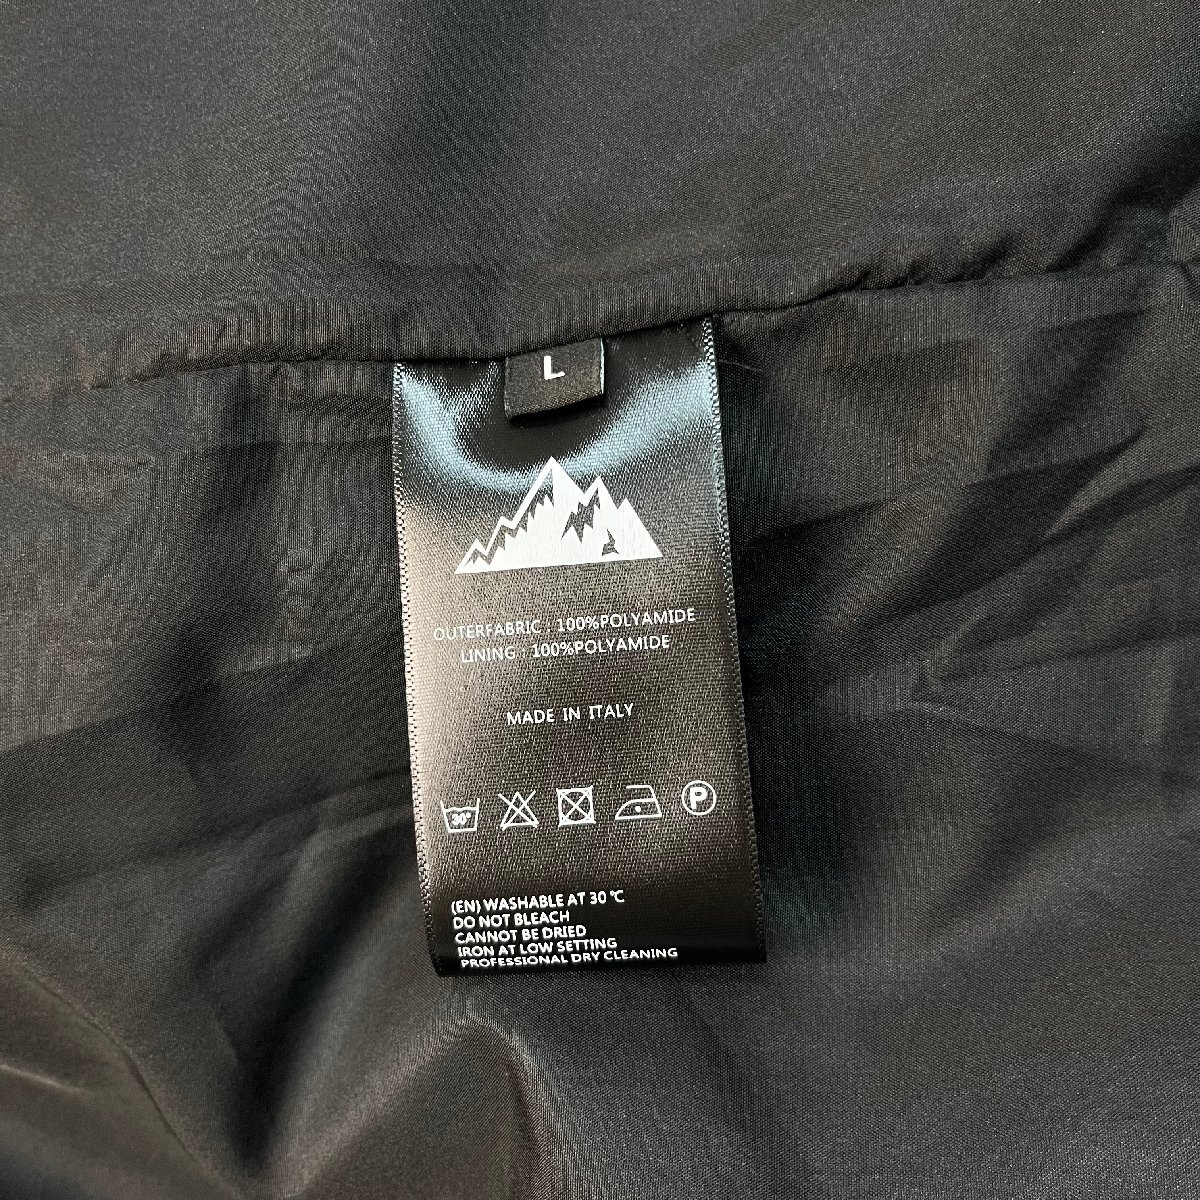 L
OUTERFABRIC : 100%POLYAMIDE
LINING : 100%POLYAMIDE
MADE IN ITALY
30°
P
(EN) WASHABLE AT 30 °C
DO NOT BLEACH
CANNOT BE DRIED
IRON AT LOW SETTING
PROFESSIONAL DRY CLEANING